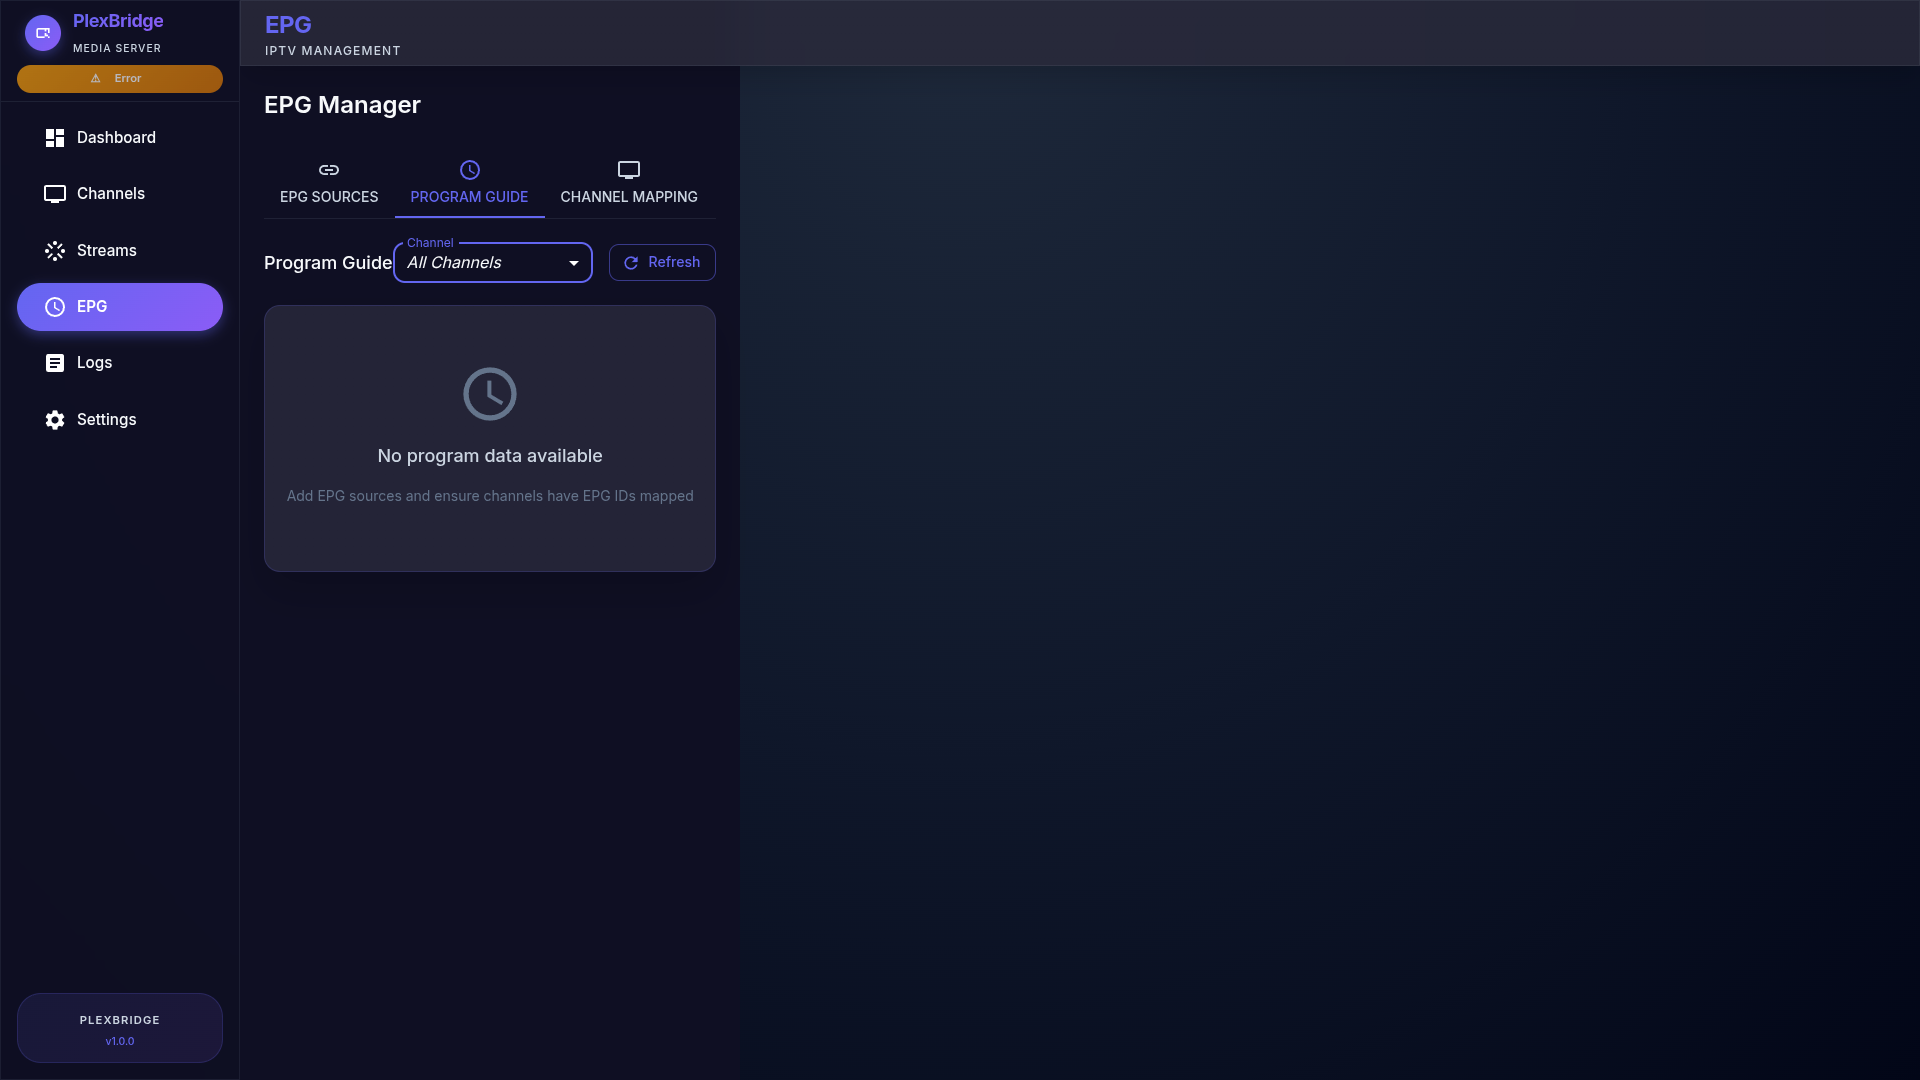 PlexBridge
MEDIA SERVER
⚠ Error
Dashboard
Channels
Streams
EPG
Logs
Settings
PLEXBRIDGE
v1.0.0
EPG
IPTV MANAGEMENT
EPG Manager
EPG SOURCES
PROGRAM GUIDE
CHANNEL MAPPING
Program Guide
Channel
All Channels
Refresh
No program data available
Add EPG sources and ensure channels have EPG IDs mapped